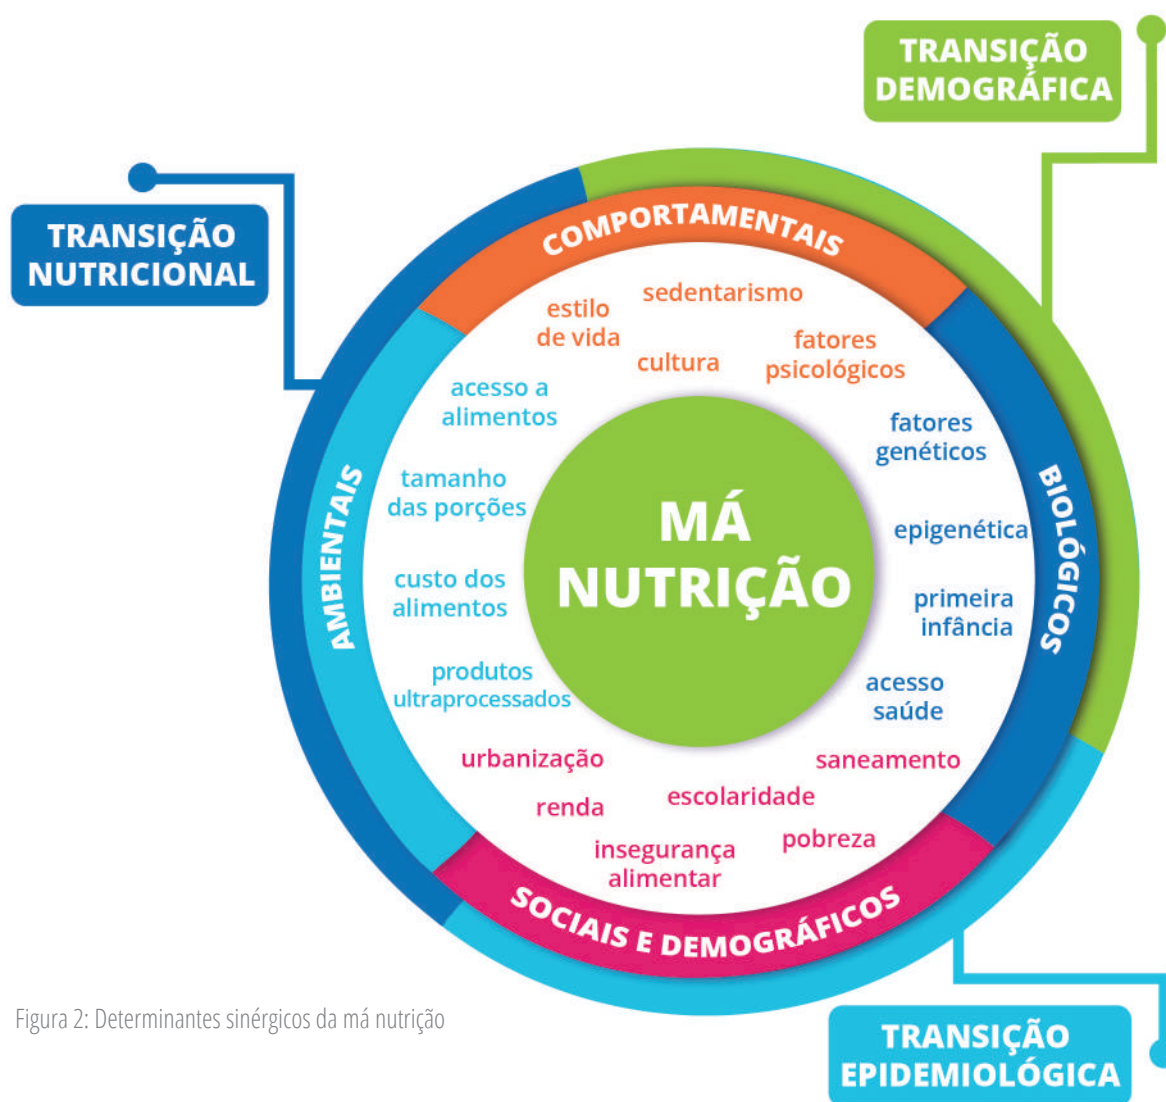 TRANSIÇÃO
DEMOGRÁFICA
TRANSIÇÃO
NUTRICIONAL
COMPORTAMENTAIS
sedentarismo
estilo
de vida
cultura
fatores
psicológicos
acesso a
alimentos
fatores
genéticos
AMBIENTAIS
tamanho
das porções
BIOLÓGICOS
epigenética
MÁ
NUTRIÇÃO
custo dos
alimentos
primeira
infância
produtos
ultraprocessados
acesso
saúde
urbanização
saneamento
renda
escolaridade
pobreza
insegurança
alimentar
SOCIAIS E DEMOGRÁFICOS
Figura 2: Determinantes sinérgicos da má nutrição
TRANSIÇÃO
EPIDEMIOLÓGICA